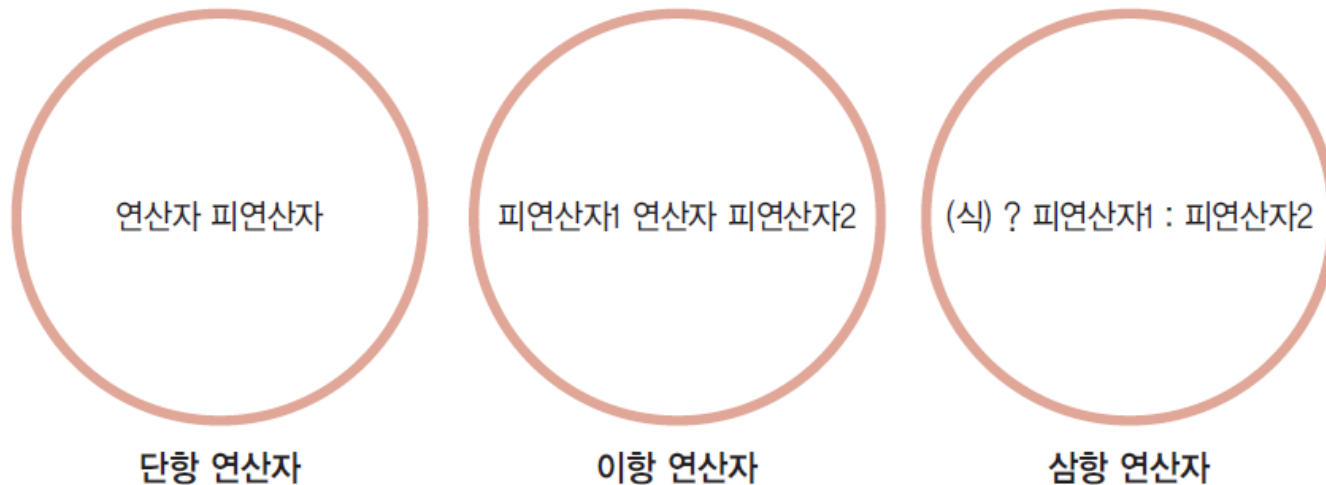 연산자 피연산자
피연산자1 연산자 피연산자2
(식) ? 피연산자1 : 피연산자2
단항 연산자
이항 연산자
삼항 연산자